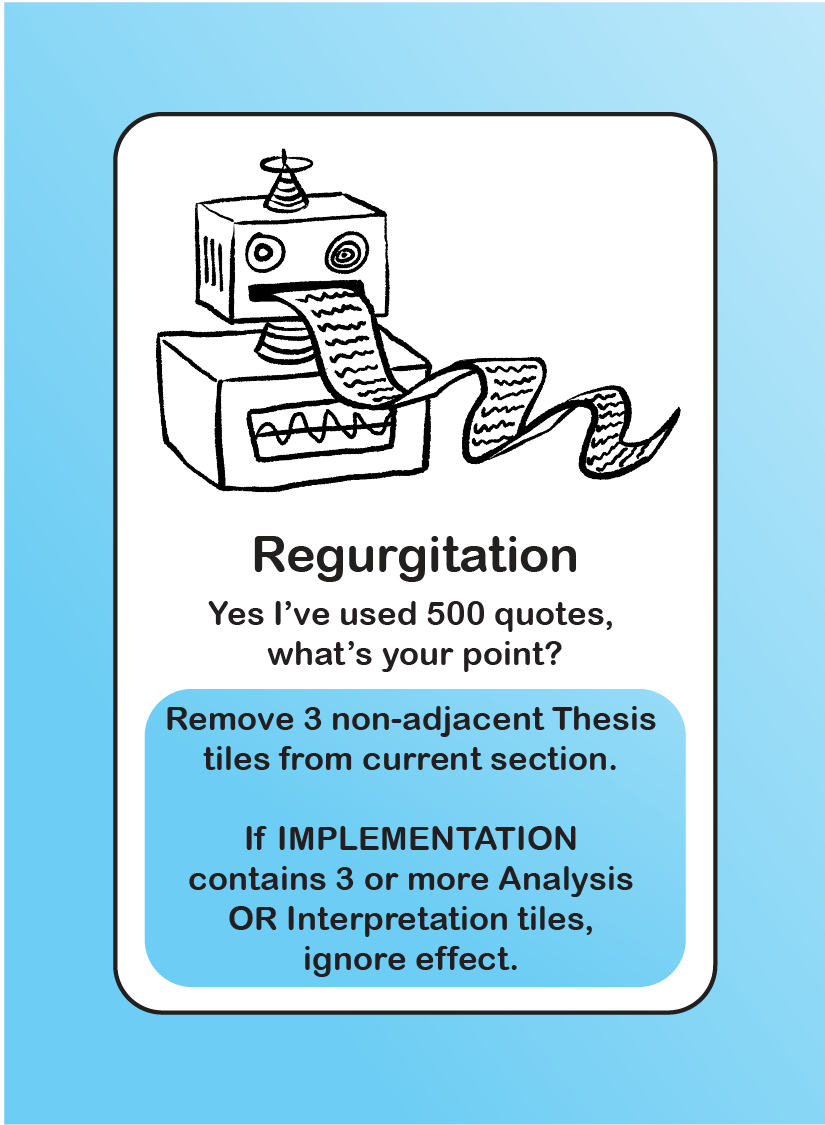 Regurgitation
Yes I’ve used 500 quotes,
what’s your point?
Remove 3 non-adjacent Thesis
tiles from current section.
If IMPLEMENTATION
contains 3 or more Analysis
OR Interpretation tiles,
ignore effect.